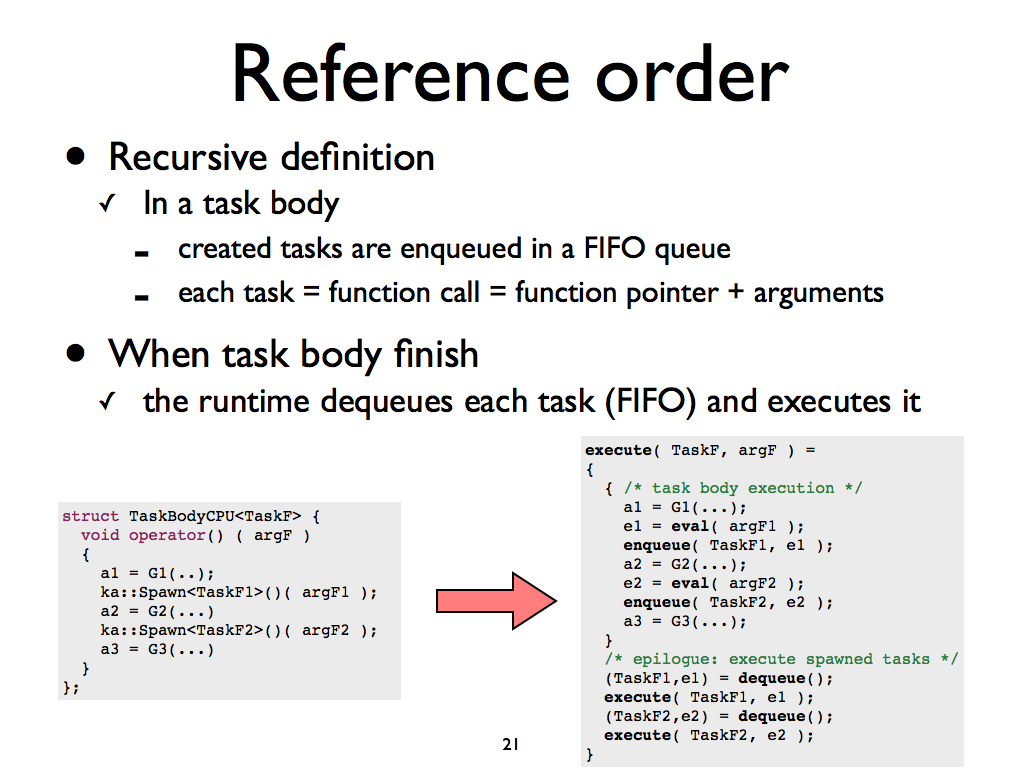 Reference order
• Recursive definition
✓ In a task body
- created tasks are enqueued in a FIFO queue
- each task = function call = function pointer + arguments
• When task body finish
✓ the runtime dequeues each task (FIFO) and executes it
struct TaskBodyCPU<TaskF> {
  void operator() ( argF )
  {
    a1 = G1(..);
    ka::Spawn<TaskF1>()( argF1 );
    a2 = G2(...)
    ka::Spawn<TaskF2>()( argF2 );
    a3 = G3(...)
  }
};
execute( TaskF, argF ) =
{
  { /* task body execution */
    a1 = G1(...);
    e1 = eval( argF1 );
    enqueue( TaskF1, e1 );
    a2 = G2(...);
    e2 = eval( argF2 );
    enqueue( TaskF2, e2 );
    a3 = G3(...);
  }
  /* epilogue: execute spawned tasks */
  (TaskF1,e1) = dequeue();
  execute( TaskF1, e1 );
  (TaskF2,e2) = dequeue();
  execute( TaskF2, e2 );
}
21